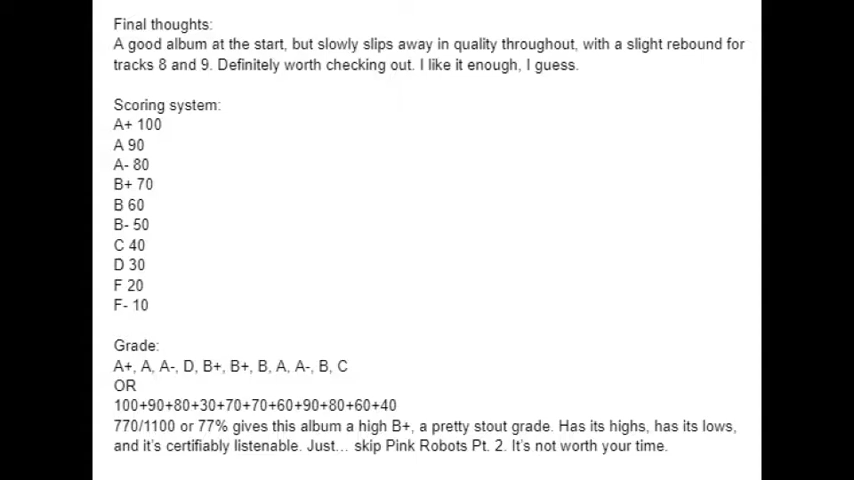 Final thoughts:
A good album at the start, but slowly slips away in quality throughout, with a slight rebound for
tracks 8 and 9. Definitely worth checking out. I like it enough, I guess.
Scoring system:
A+ 100
A 90
A- 80
B+ 70
B 60
B- 50
C 40
D 30
F 20
F- 10
Grade:
A+, A, A-, D, B+, B+, B, A, A-, B, C
OR
100+90+80+30+70+70+60+90+80+60+40
770/1100 or 77% gives this album a high B+, a pretty stout grade. Has its highs, has its lows,
and it's certifiably listenable. Just... skip Pink Robots Pt. 2. It's not worth your time.